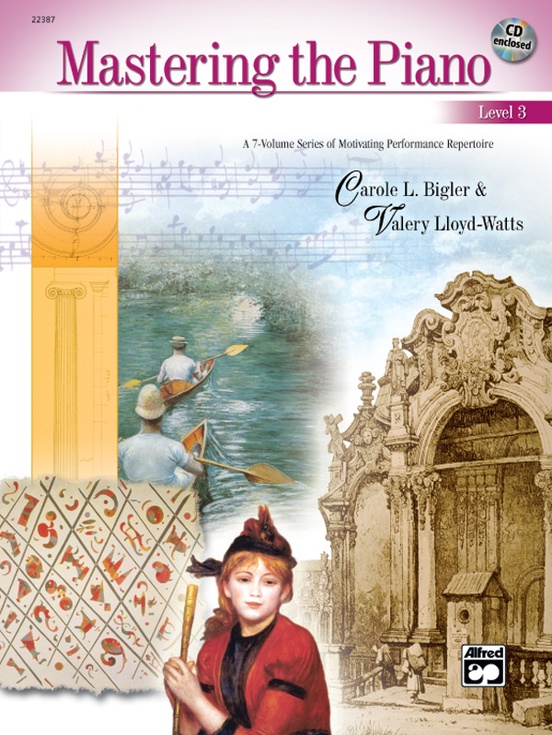 22387
CD
enclosed
Mastering the Piano
Level 3
A 7-Volume Series of Motivating Performance Repertoire
Carole L. Bigler &
Valery Lloyd-Watts
Alfred